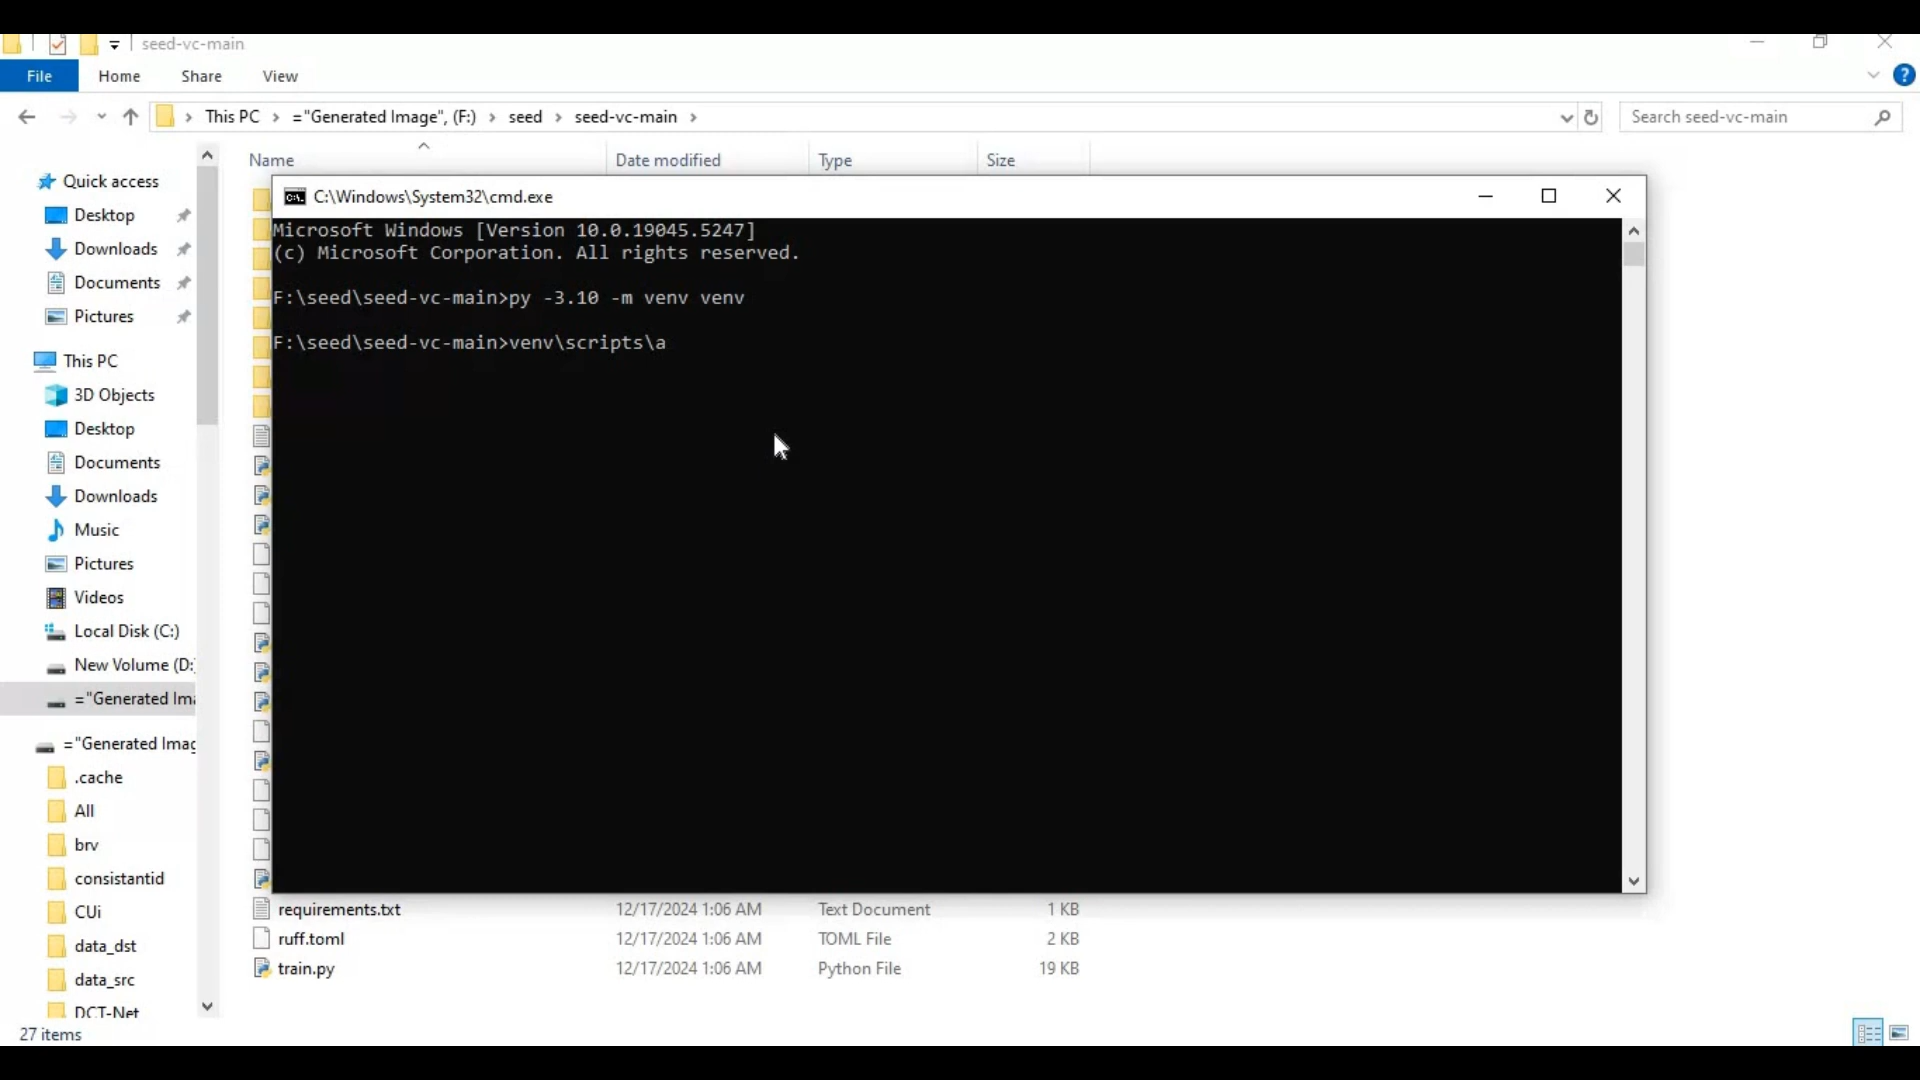 seed-vc-main
File Home Share View
This PC > ="Generated Image", (F:) > seed > seed-vc-main >
Search seed-vc-main
Name Date modified Type Size
Quick access
Desktop
Downloads
Documents
Pictures
This PC
3D Objects
Desktop
Documents
Downloads
Music
Pictures
Videos
Local Disk (C:)
New Volume (D:
="Generated Ima
="Generated Imag
.cache
All
brv
consistantid
CUi
data_dst
data_src
DCT-Net
27 items
C:\Windows\System32\cmd.exe
Microsoft Windows [Version 10.0.19045.5247]
(c) Microsoft Corporation. All rights reserved.
F:\seed\seed-vc-main>py -3.10 -m venv venv
F:\seed\seed-vc-main>venv\scripts\a
requirements.txt 12/17/2024 1:06 AM Text Document 1 KB
ruff.toml 12/17/2024 1:06 AM TOML File 2 KB
train.py 12/17/2024 1:06 AM Python File 19 KB